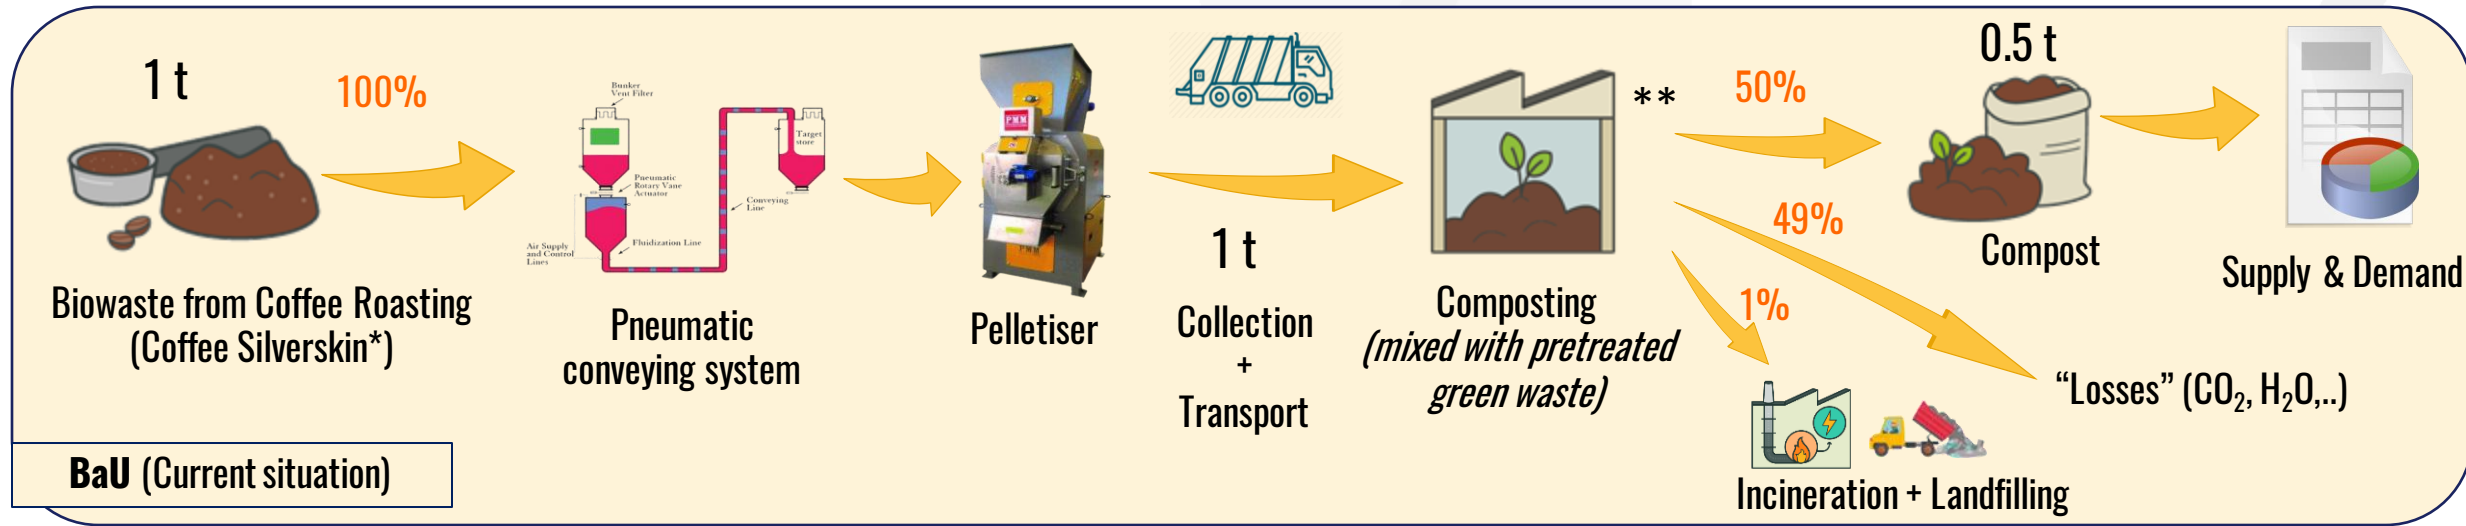 1 t
100%
Biowaste from Coffee Roasting
(Coffee Silverskin*)
Bunker
Vent Filter
Target
store
Pneumatic
Rotary Vane
Actuator
Conveying
Line
Air Supply
and Control
Lines
Fluidization Line
Pneumatic
conveying system
PMM
PMM
Pelletiser
1 t
Collection
+
Transport
**
Composting
(mixed with pretreated
green waste)
50%
49%
1%
0.5 t
Compost
Supply & Demand
“Losses” (CO₂, H₂O,..)
Incineration + Landfilling
BaU (Current situation)